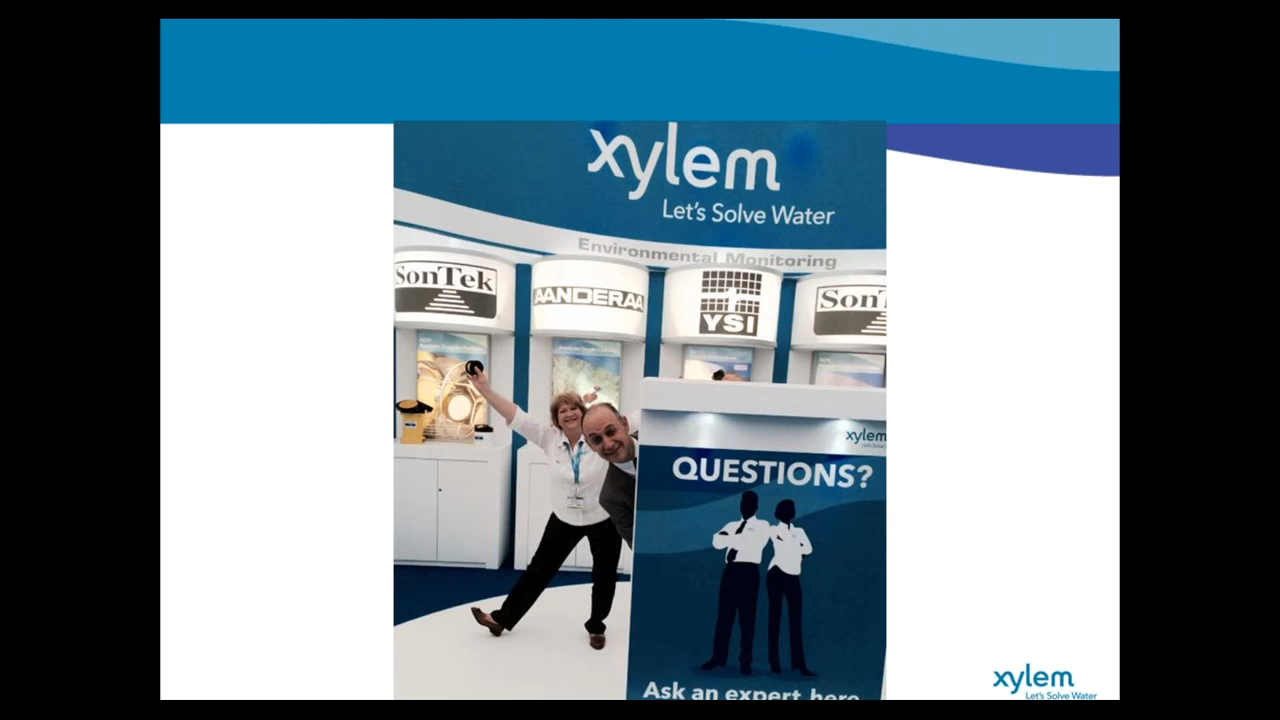 xylem
Let's Solve Water
Environmental Monitoring
SonTek
AANDERAA
YSI
Son
xylem
QUESTIONS?
Ask an expert here
xylem
Let's Solve Water